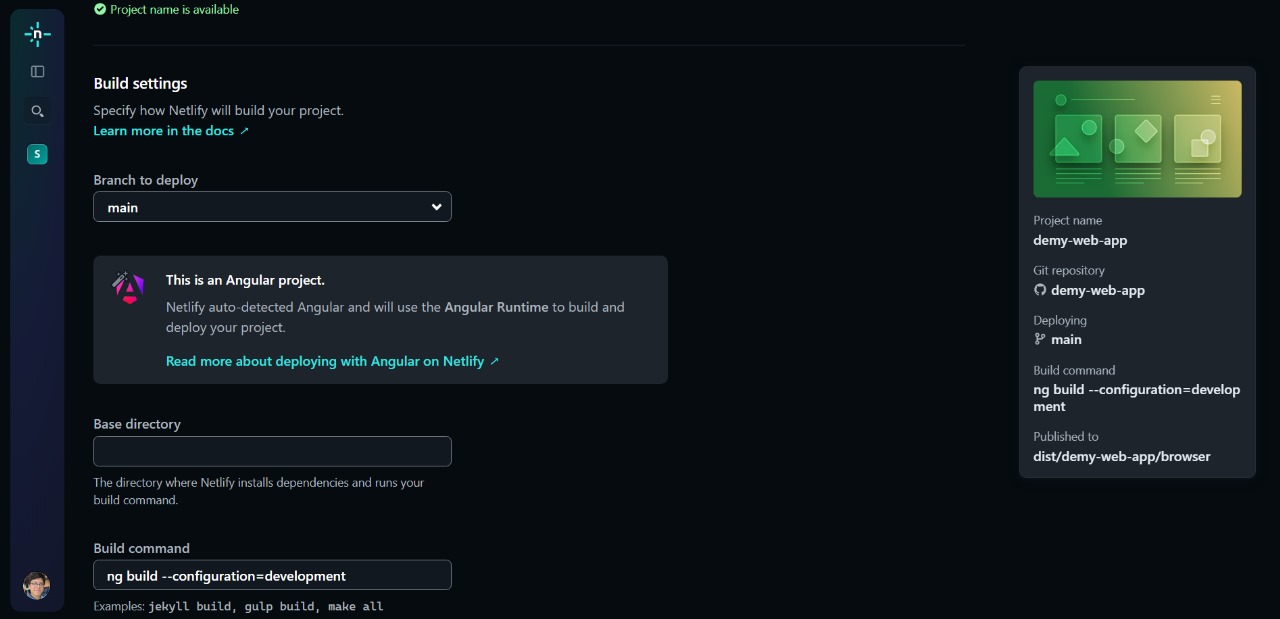 Project name is available
n
Build settings
Specify how Netlify will build your project.
Learn more in the docs ↗
S
Branch to deploy
main
This is an Angular project.
Netlify auto-detected Angular and will use the Angular Runtime to build and
deploy your project.
Read more about deploying with Angular on Netlify ↗
Base directory
The directory where Netlify installs dependencies and runs your
build command.
Build command
ng build --configuration=development
Examples: jekyll build, gulp build, make all
Project name
demy-web-app
Git repository
demy-web-app
Deploying
main
Build command
ng build --configuration=develop
ment
Published to
dist/demy-web-app/browser